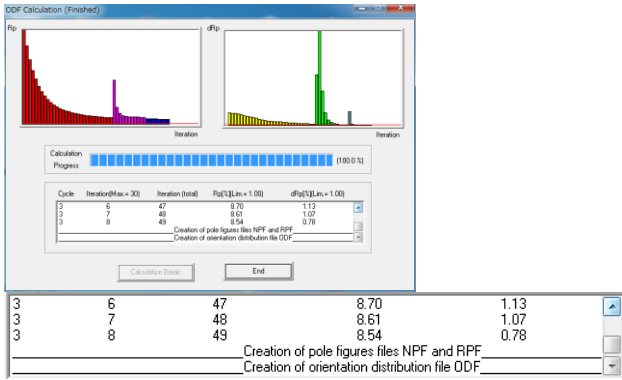 ODF Calculation (Finished)
Rp
dRp
Iteration
Iteration
Calculation
Progress
(100.0 %)
Cycle Iteration(Max.= 30) Iteration (total) Rp[%](Lim.= 1.00) dRp[%](Lim.= 1.00)
3 6 47 8.70 1.13
3 7 48 8.61 1.07
3 8 49 8.54 0.78
Creation of pole figures files NPF and RPF
Creation of orientation distribution file ODF
Calculation Break
End
3 6 47 8.70 1.13
3 7 48 8.61 1.07
3 8 49 8.54 0.78
Creation of pole figures files NPF and RPF
Creation of orientation distribution file ODF